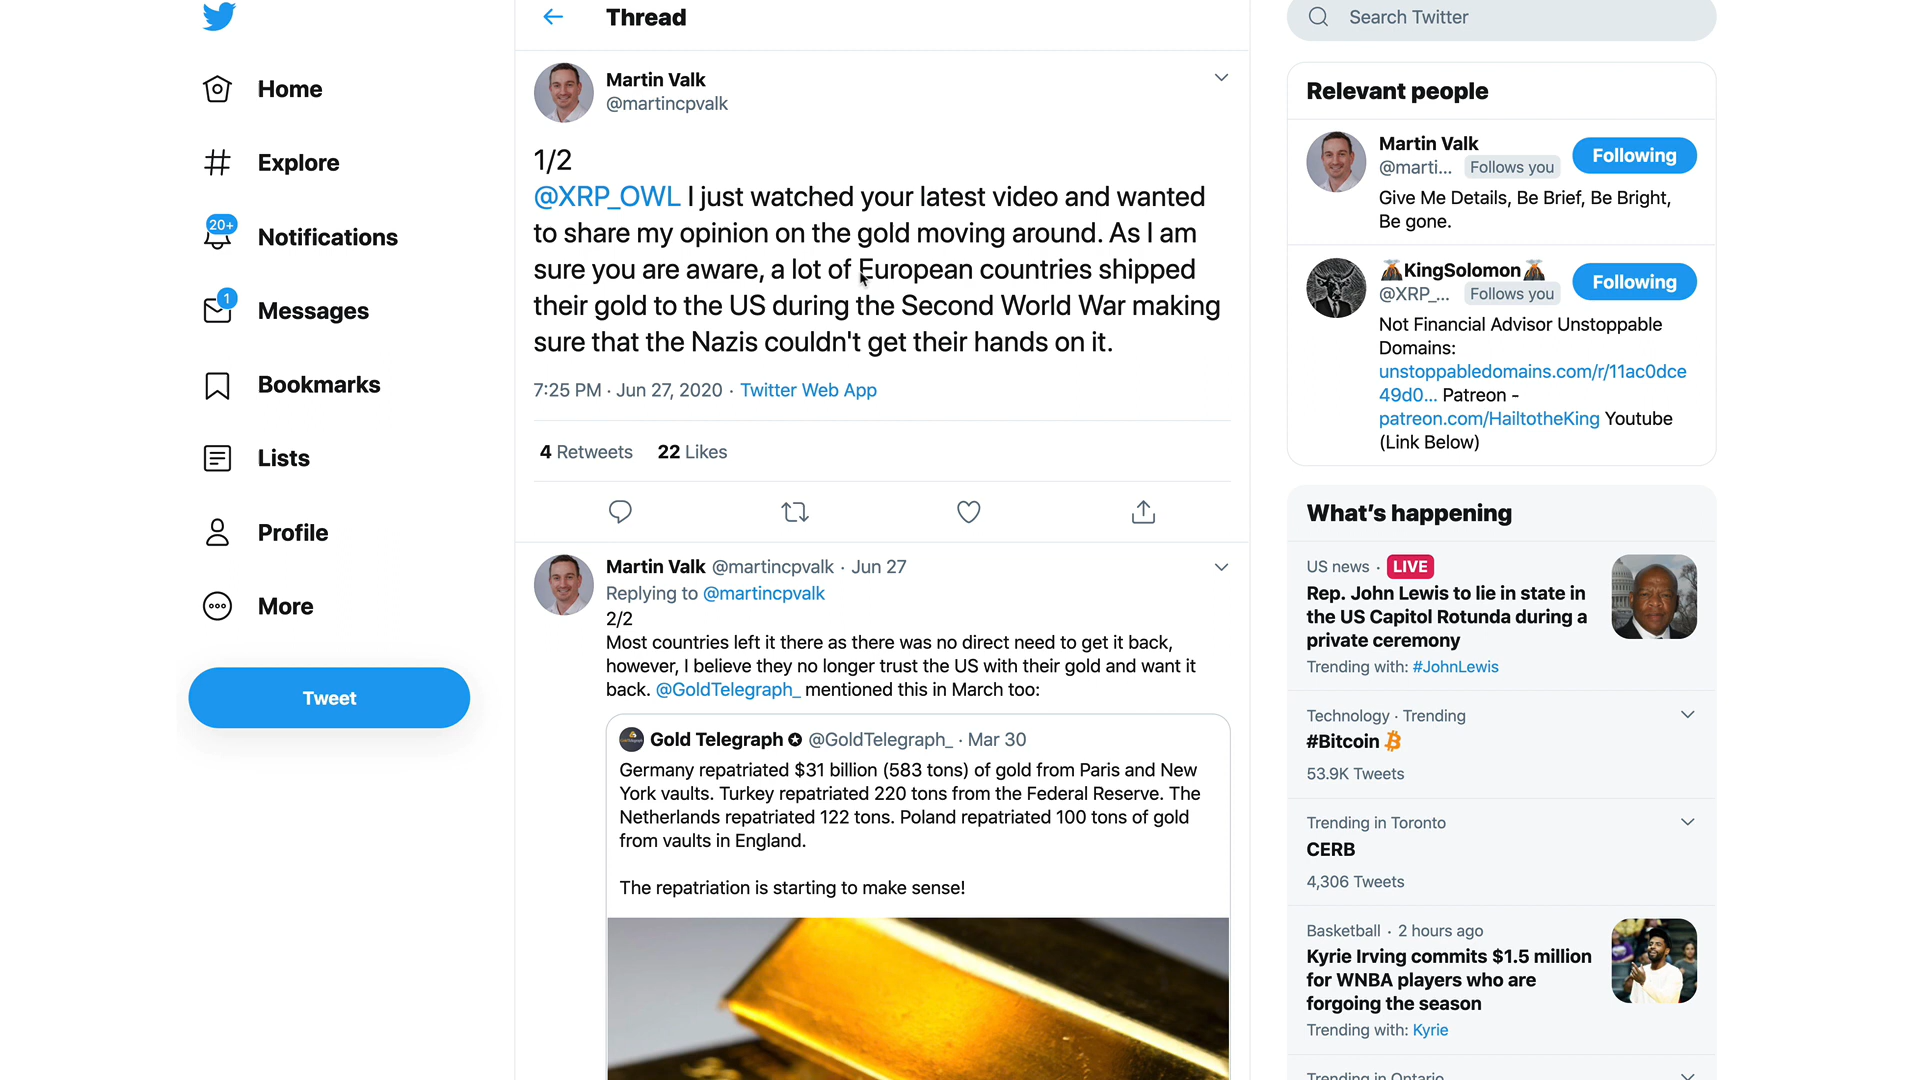 Home
Explore
20+
Notifications
1
Messages
Bookmarks
Lists
Profile
More
Tweet
Thread
Martin Valk
@martincpvalk
1/2
@XRP_OWL I just watched your latest video and wanted
to share my opinion on the gold moving around. As I am
sure you are aware, a lot of European countries shipped
their gold to the US during the Second World War making
sure that the Nazis couldn't get their hands on it.
7:25 PM · Jun 27, 2020 · Twitter Web App
4 Retweets 22 Likes
Martin Valk @martincpvalk · Jun 27
Replying to @martincpvalk
2/2
Most countries left it there as there was no direct need to get it back,
however, I believe they no longer trust the US with their gold and want it
back. @GoldTelegraph_ mentioned this in March too:
Gold Telegraph ✪ @GoldTelegraph_ · Mar 30
Germany repatriated $31 billion (583 tons) of gold from Paris and New
York vaults. Turkey repatriated 220 tons from the Federal Reserve. The
Netherlands repatriated 122 tons. Poland repatriated 100 tons of gold
from vaults in England.
The repatriation is starting to make sense!
Search Twitter
Relevant people
Martin Valk
@marti... Follows you
Following
Give Me Details, Be Brief, Be Bright,
Be gone.
🌋KingSolomon🌋
@XRP_... Follows you
Following
Not Financial Advisor Unstoppable
Domains:
unstoppabledomains.com/r/11ac0dce
49d0... Patreon -
patreon.com/HailtotheKing Youtube
(Link Below)
What's happening
US news · LIVE
Rep. John Lewis to lie in state in
the US Capitol Rotunda during a
private ceremony
Trending with: #JohnLewis
Technology · Trending
#Bitcoin
53.9K Tweets
Trending in Toronto
CERB
4,306 Tweets
Basketball · 2 hours ago
Kyrie Irving commits $1.5 million
for WNBA players who are
forgoing the season
Trending with: Kyrie
Trending in Ontario